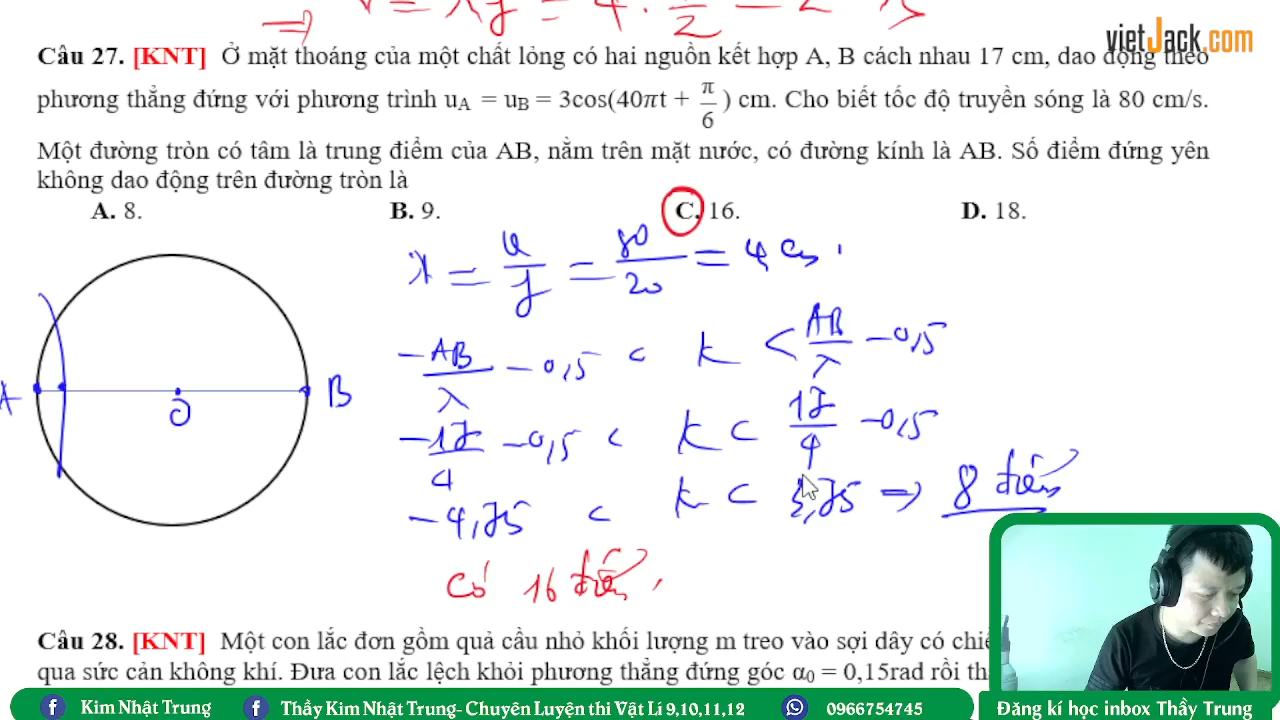 ⇒ v = λf = 4 .
vietJack.com
Câu 27. [KNT] Ở mặt thoáng của một chất lỏng có hai nguồn kết hợp A, B cách nhau 17 cm, dao động theo
phương thẳng đứng với phương trình uA = uB = 3cos(40πt + π/6) cm. Cho biết tốc độ truyền sóng là 80 cm/s.
Một đường tròn có tâm là trung điểm của AB, nằm trên mặt nước, có đường kính là AB. Số điểm đứng yên
không dao động trên đường tròn là
A. 8. B. 9. C. 16. D. 18.
λ = v/f = 80/20 = 4 cm.
-AB/λ - 0,5 < k < AB/λ - 0,5
A O B
-17/4 - 0,5 < k < 17/4 - 0,5
-4,75 < k < 3,75 ⇒ 8 điểm
Có 16 điểm.
Câu 28. [KNT] Một con lắc đơn gồm quả cầu nhỏ khối lượng m treo vào sợi dây có
qua sức cản không khí. Đưa con lắc lệch khỏi phương thẳng đứng góc α0 = 0,15rad rồi
Kim Nhật Trung Thầy Kim Nhật Trung- Chuyên Luyện thi Vật Lí 9,10,11,12 0966754745 Đăng kí học inbox Thầy Trung